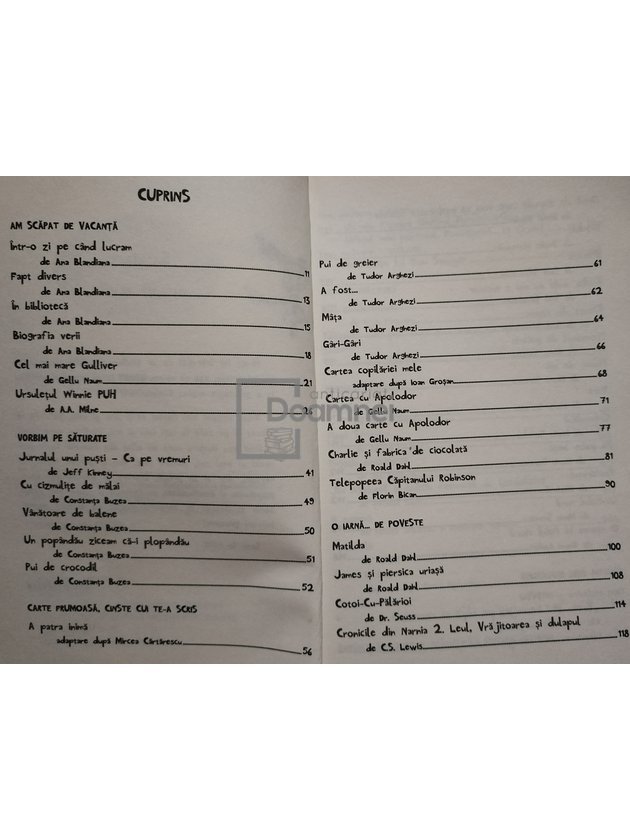 CUPRINS
AM SCĂPAT DE VACANȚĂ
Într-o zi pe când lucram
de Ana Blandiana 11
Fapt divers
de Ana Blandiana 13
În bibliotecă
de Ana Blandiana 15
Biografia verii
de Ana Blandiana 18
Cel mai mare Gulliver
de Gellu Naum 21
Ursulețul Winnie PUH
de A.A. Milne
VORBIM PE SĂTURATE
Jurnalul unui puști – Ca pe vremuri
de Jeff Kinney 41
Cu cizmulițe de mălai
de Constanța Buzea 49
Vânătoare de balene
de Constanța Buzea 50
Un popândău ziceam că-i plopândău
de Constanța Buzea 51
Pui de crocodil
de Constanța Buzea 52
CARTE FRUMOASĂ, CINSTE CUI TE-A SCRIS
A patra inimă
adaptare după Mircea Cărtărescu 56
Pui de greier 61
de Tudor Arghezi
A fost... 62
de Tudor Arghezi
Mâța 64
de Tudor Arghezi
Gâri-Gâri 66
de Tudor Arghezi
Cartea copilăriei mele 68
adaptare după Ioan Groșan
Cartea cu Apolodor 71
de Gellu Naum
A doua carte cu Apolodor 77
de Gellu Naum
Charlie și fabrica de ciocolată 81
de Roald Dahl
Telepopeea Căpitanului Robinson 90
de Florin Bican
O IARNĂ... DE POVESTE
Matilda 100
de Roald Dahl
James și piersica uriașă 108
de Roald Dahl
Cotoi-Cu-Pălărioi 114
de Dr. Seuss
Cronicile din Narnia 2. Leul, Vrăjitoarea și dulapul 118
de C.S. Lewis
anticariat
Doamnei